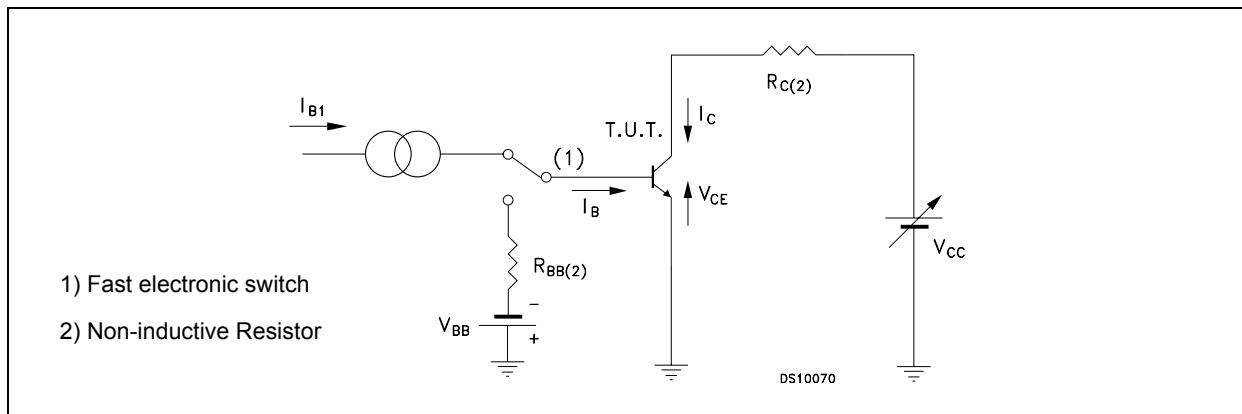 R_C(2)
I_B1
I_C
T.U.T.
(1)
I_B
V_CE
R_BB(2)
V_CC
1) Fast electronic switch
–
V_BB
+
2) Non-inductive Resistor
DS10070